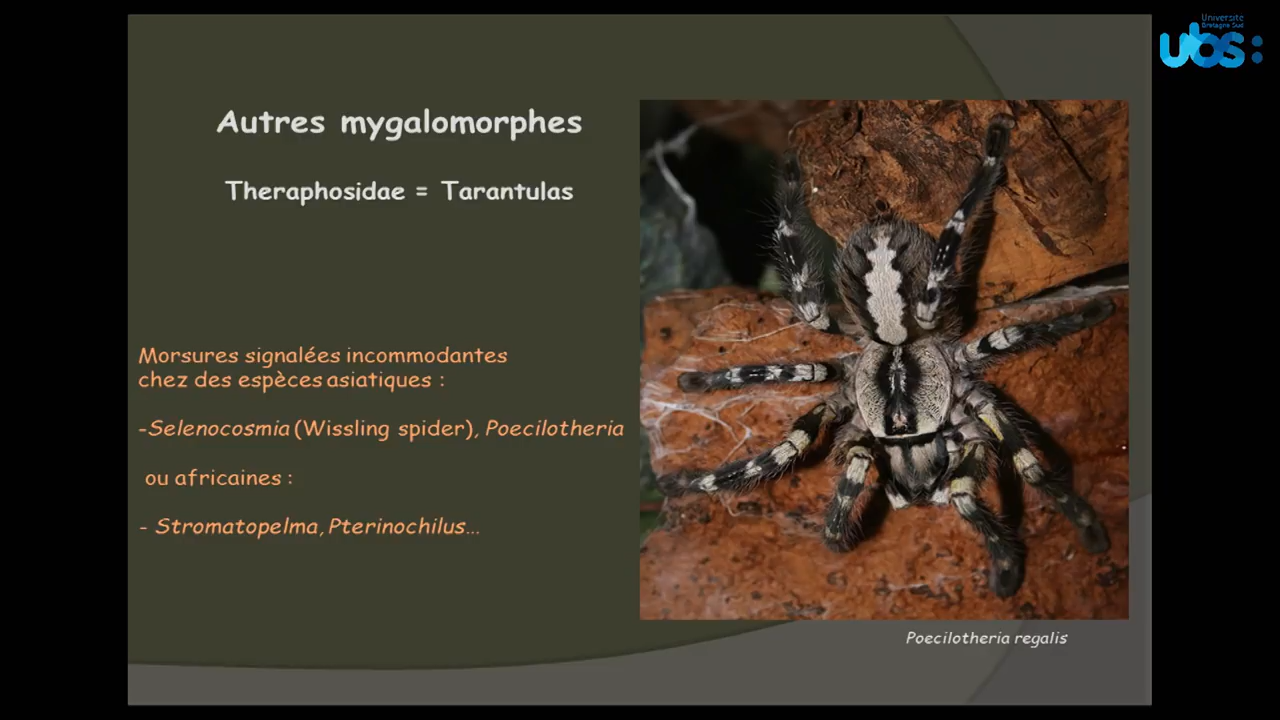 Université
Bretagne Sud
ubs:
Autres mygalomorphes
Theraphosidae = Tarantulas
Morsures signalées incommodantes
chez des espèces asiatiques :
-Selenocosmia (Wissling spider), Poecilotheria
ou africaines :
- Stromatopelma, Pterinochilus...
Poecilotheria regalis